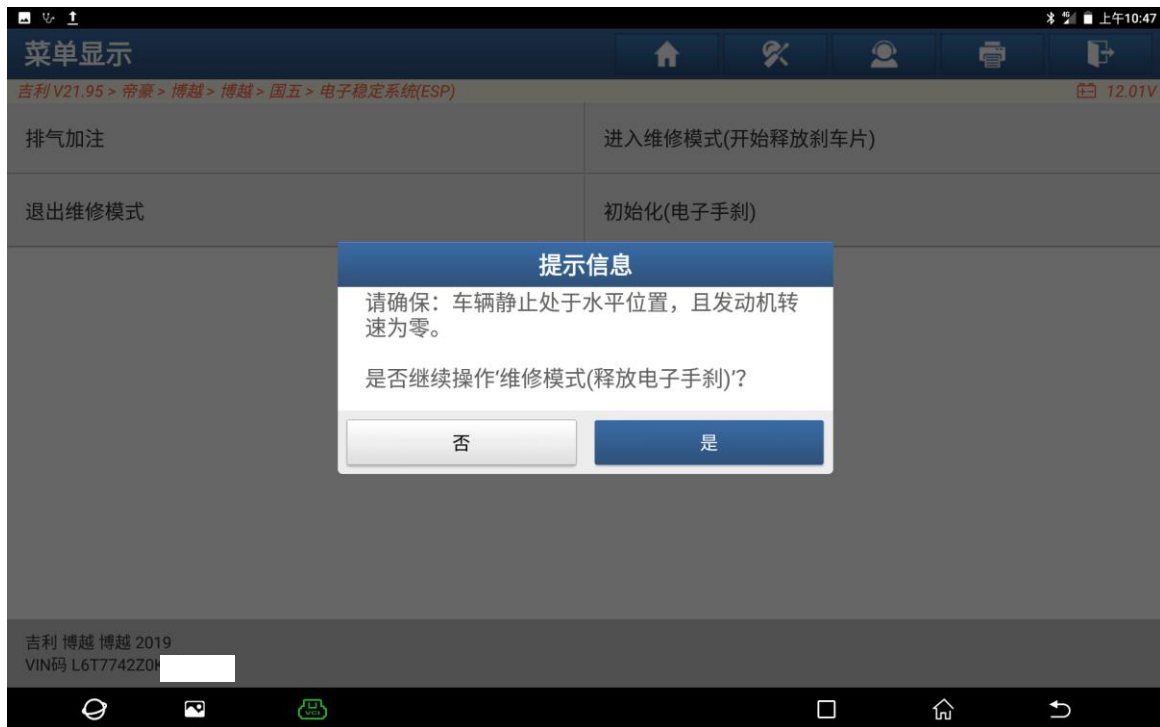 4G
上午10:47
菜单显示
吉利 V21.95 > 帝豪 > 博越 > 博越 > 国五 > 电子稳定系统(ESP)
12.01V
排气加注
进入维修模式(开始释放刹车片)
退出维修模式
初始化(电子手刹)
提示信息
请确保：车辆静止处于水平位置，且发动机转
速为零。
是否继续操作‘维修模式(释放电子手刹)’?
否
是
吉利 博越 博越 2019
VIN码 L6T7742Z0K
VCI